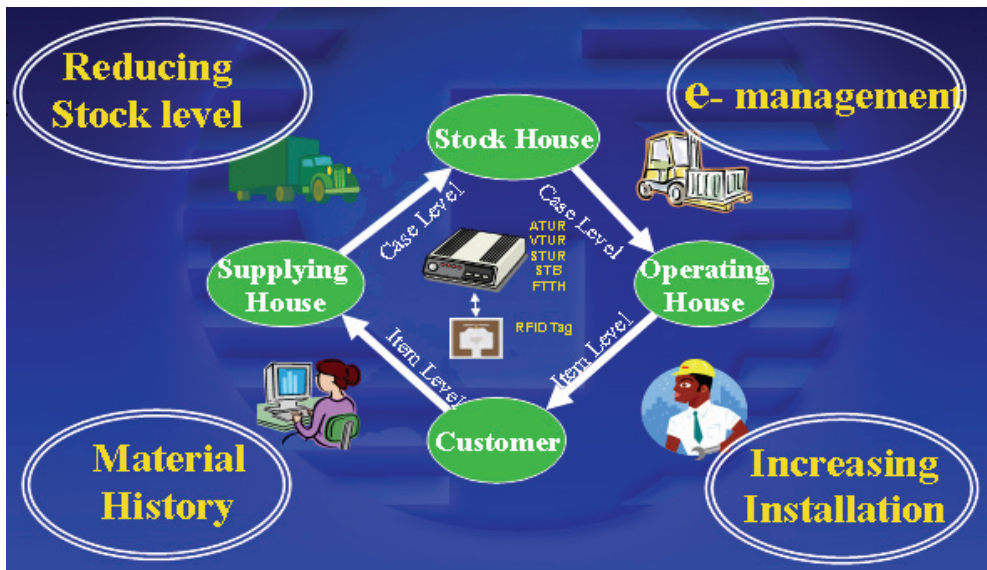 Reducing
Stock level
e- management
Stock House
Case Level
Case Level
ATUR
VTUR
STUR
STB
FTTH
Supplying
House
Operating
House
RFID Tag
Item Level
Item Level
Customer
Material
History
Increasing
Installation